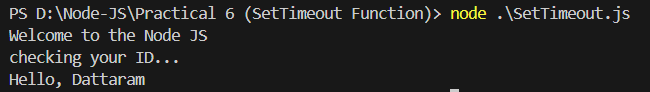 PS D:\Node-JS\Practical 6 (SetTimeout Function)> node .\SetTimeout.js
Welcome to the Node JS
checking your ID...
Hello, Dattaram